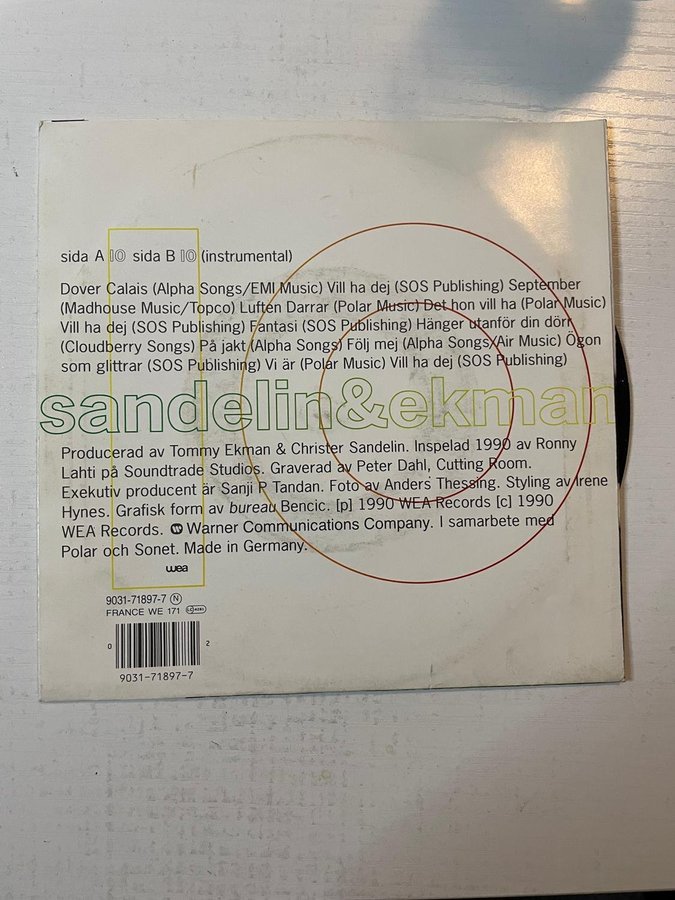 sida A 10 sida B 10 (instrumental)
Dover Calais (Alpha Songs/EMI Music) Vill ha dej (SOS Publishing) September
(Madhouse Music/Topco) Luften Darrar (Polar Music) Det hon vill ha (Polar Music)
Vill ha dej (SOS Publishing) Fantasi (SOS Publishing) Hänger utanför din dörr
(Cloudberry Songs) På jakt (Alpha Songs) Följ mej (Alpha Songs/Air Music) Ögon
som glittrar (SOS Publishing) Vi är (Polar Music) Vill ha dej (SOS Publishing)
sandelin&ekman
Producerad av Tommy Ekman & Christer Sandelin. Inspelad 1990 av Ronny
Lahti på Soundtrade Studios. Graverad av Peter Dahl, Cutting Room.
Exekutiv producent är Sanji P Tandan. Foto av Anders Thessing. Styling av Irene
Hynes. Grafisk form av bureau Bencic. [p] 1990 WEA Records [c] 1990
WEA Records. Warner Communications Company. I samarbete med
Polar och Sonet. Made in Germany.
wea
9031-71897-7 N
FRANCE WE 171
0 2
9031-71897-7